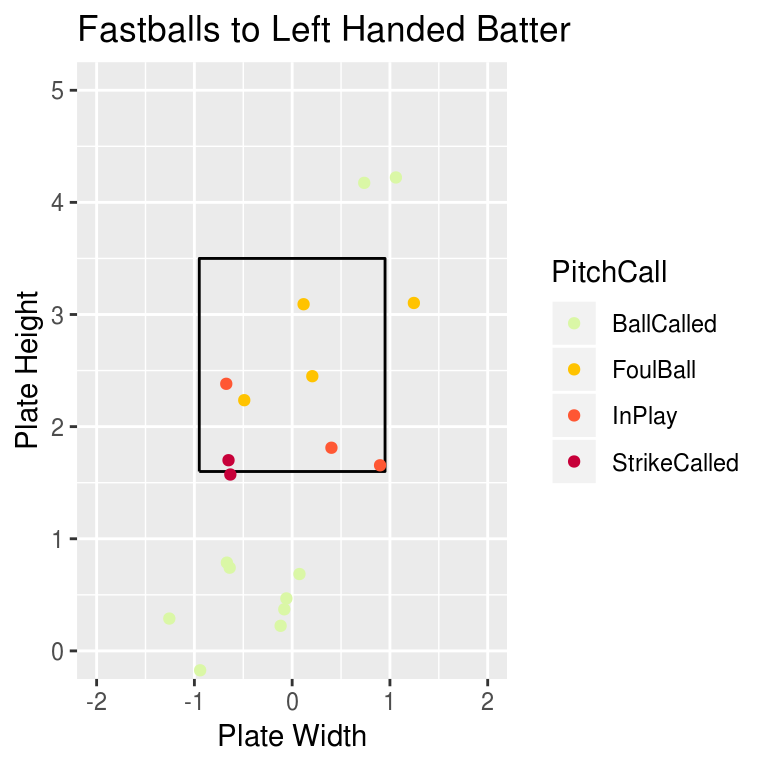 Fastballs to Left Handed Batter
5
4
3
2
1
0
Plate Height
-2 -1 0 1 2
Plate Width
PitchCall
BallCalled
FoulBall
InPlay
StrikeCalled